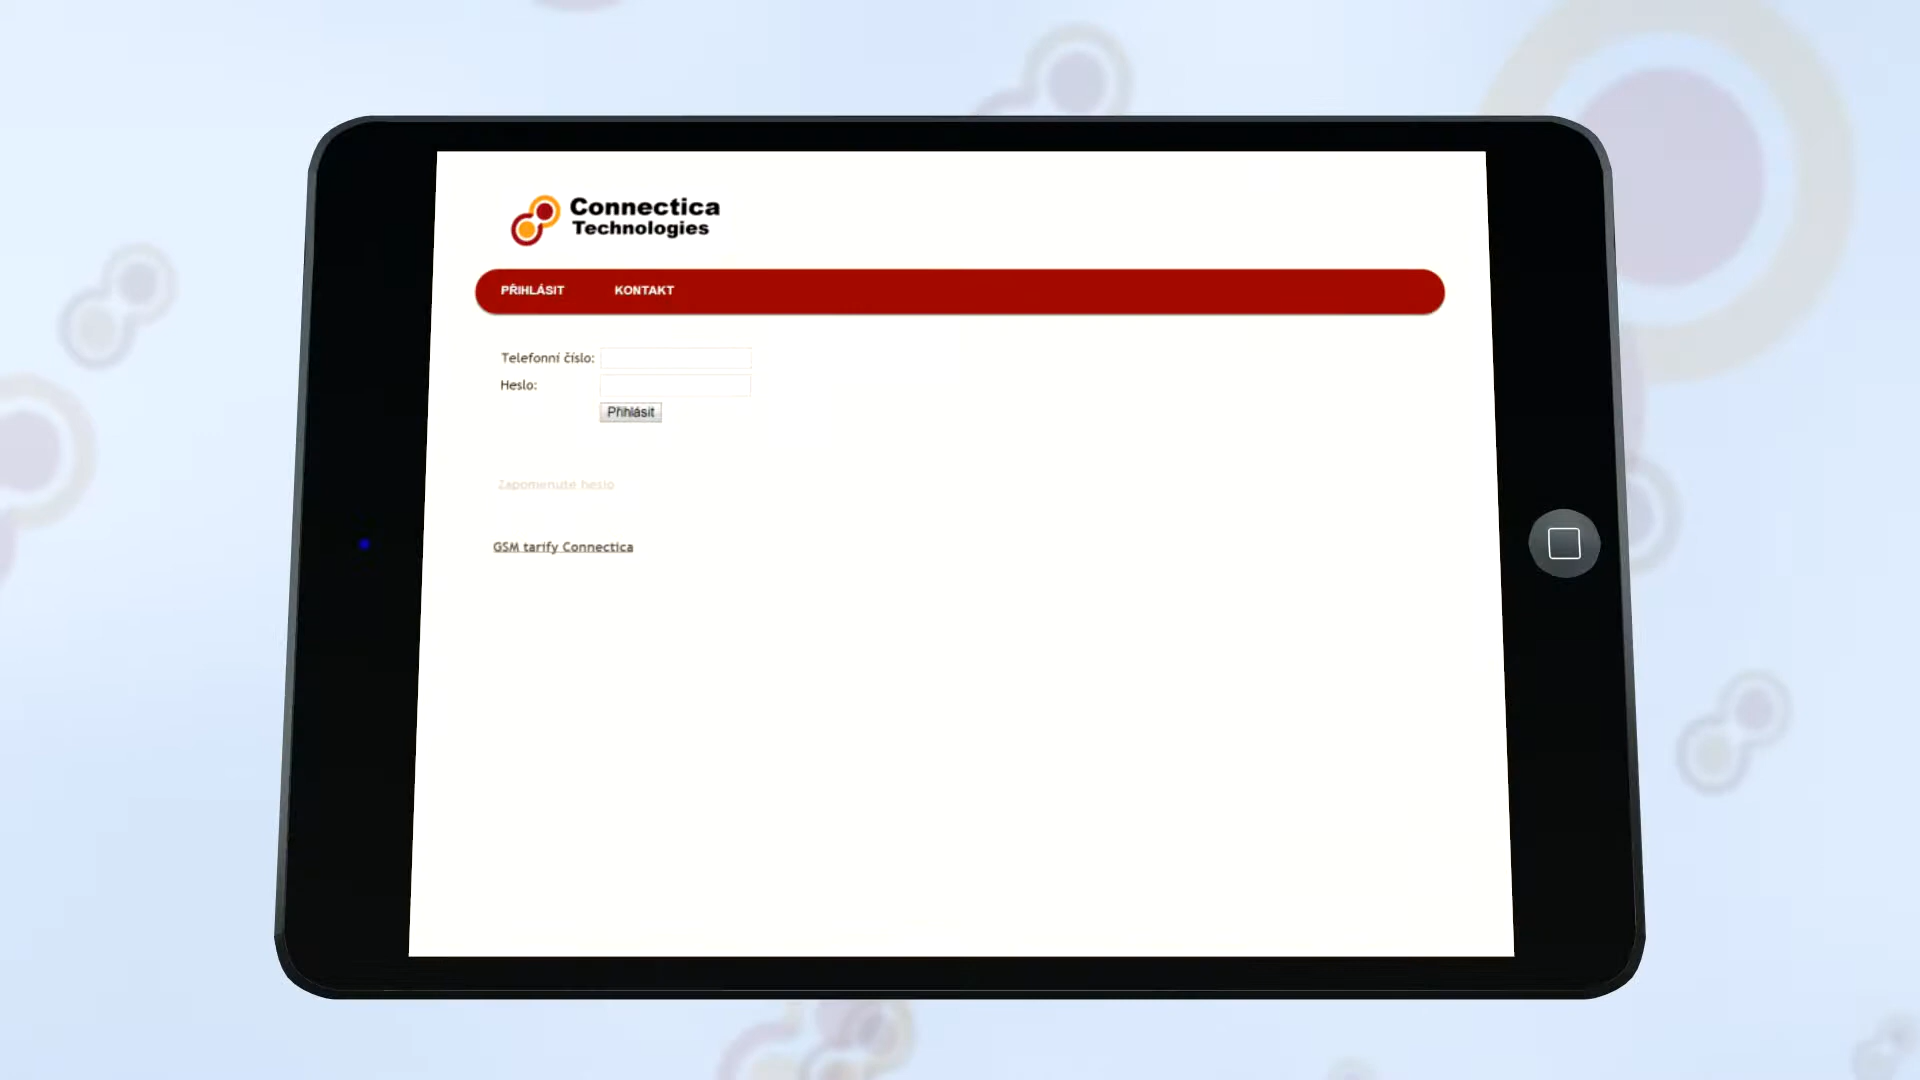 Connectica
Technologies
PŘIHLÁSIT KONTAKT
Telefonní číslo:
Heslo:
Přihlásit
Zapomenuté heslo
GSM tarify Connectica